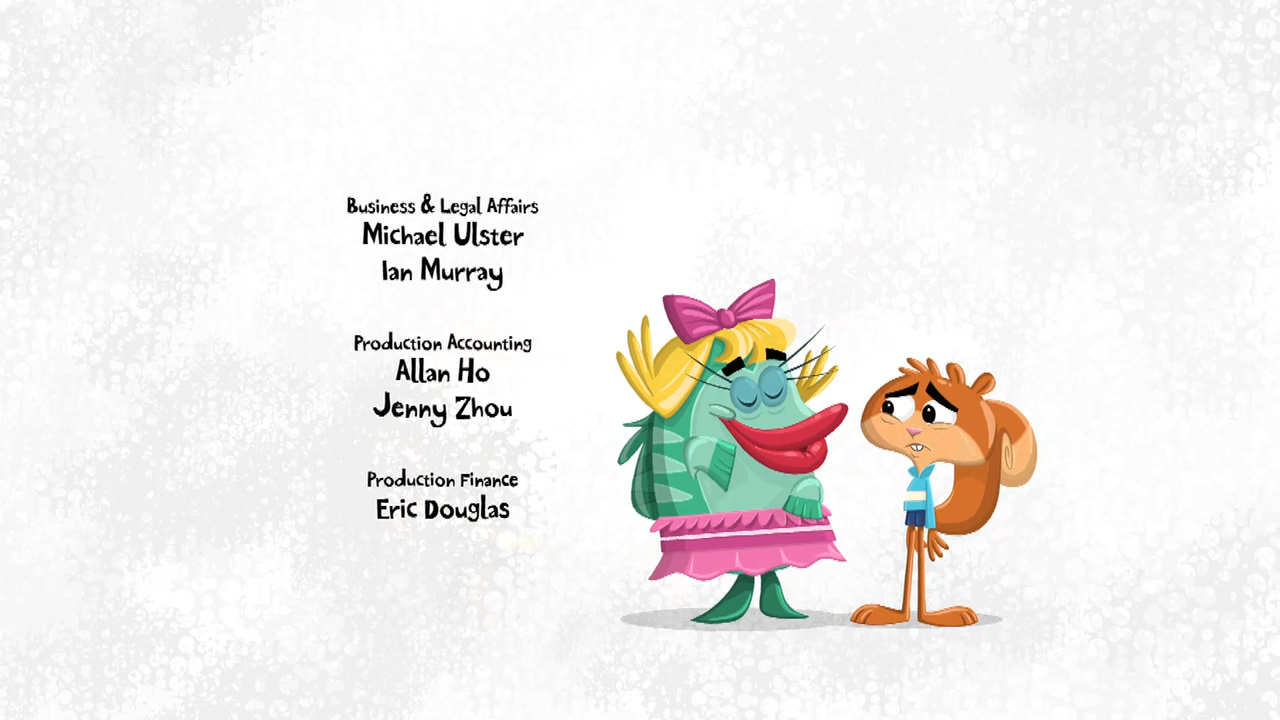 Business & Legal Affairs
Michael Ulster
Ian Murray
Production Accounting
Allan Ho
Jenny Zhou
Production Finance
Eric Douglas